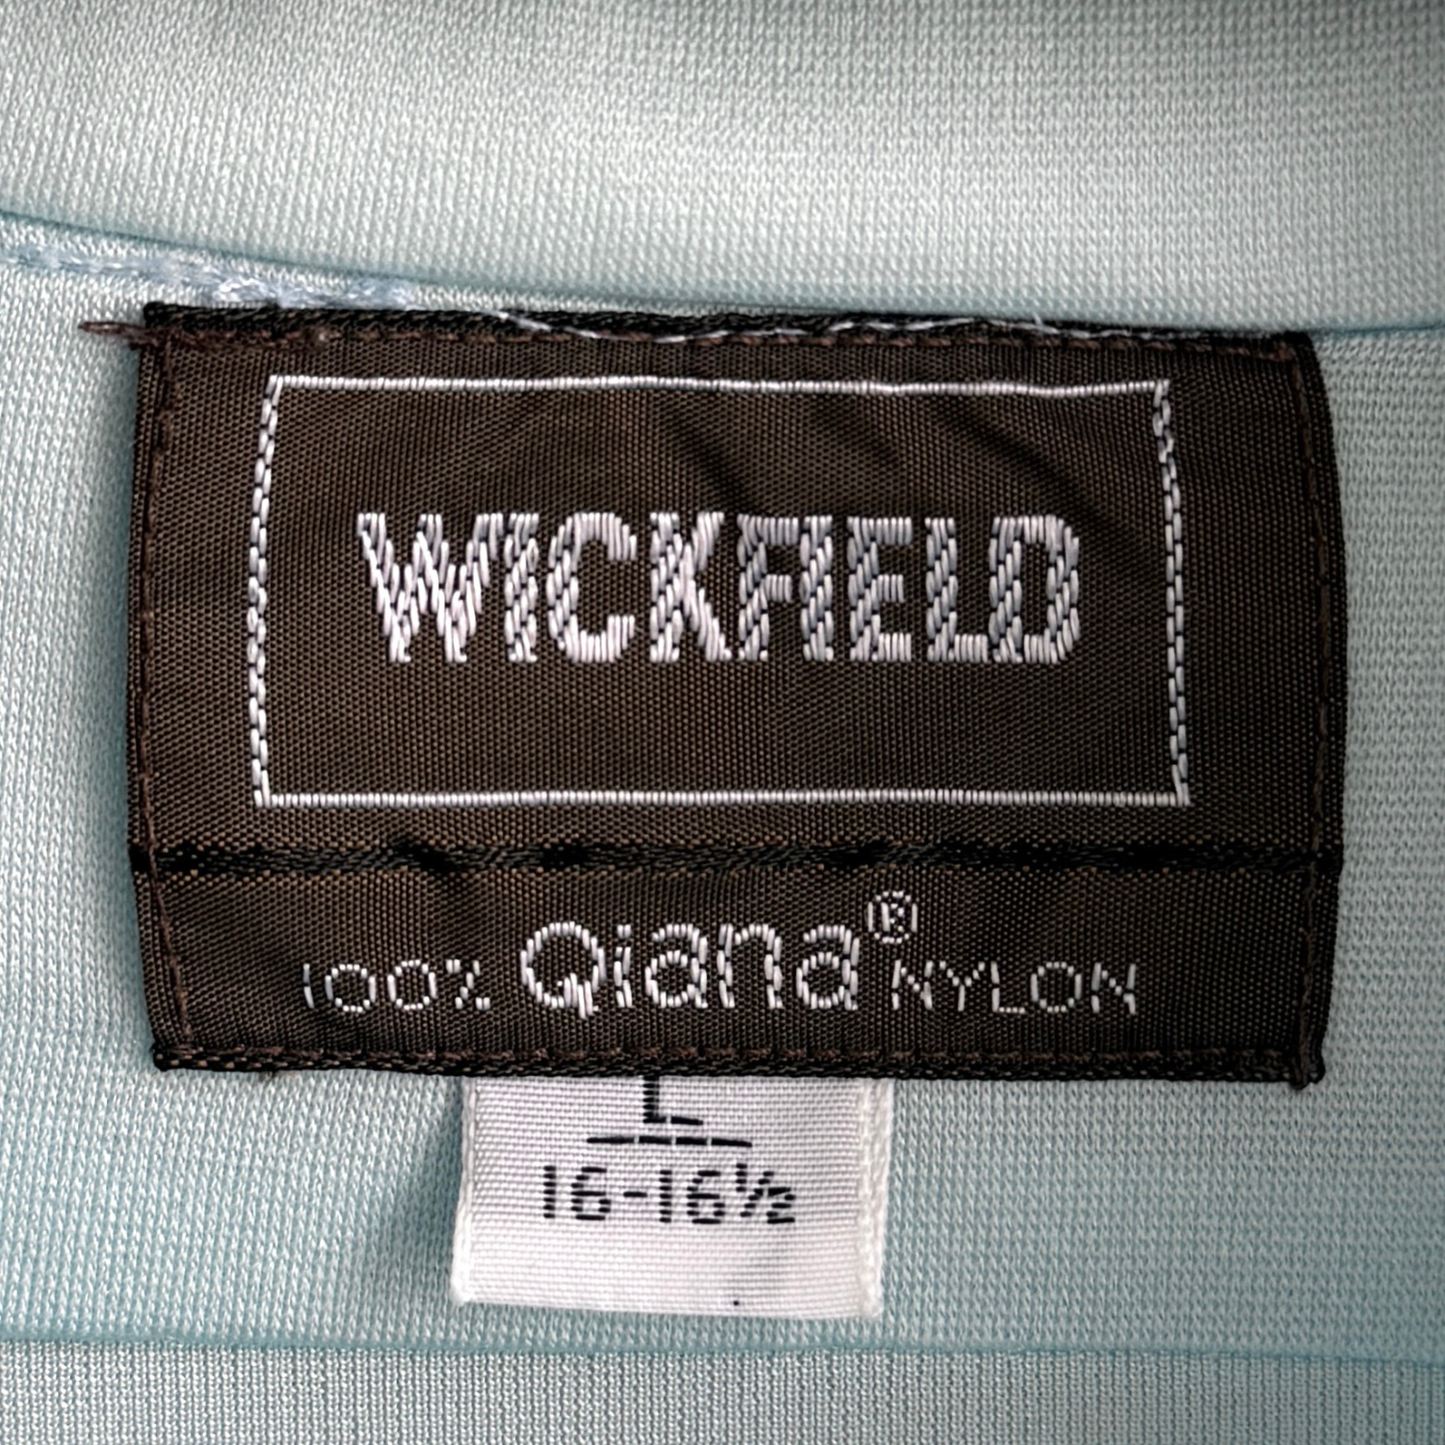 WICKFIELD
100% Qiana® NYLON
L
16-16½